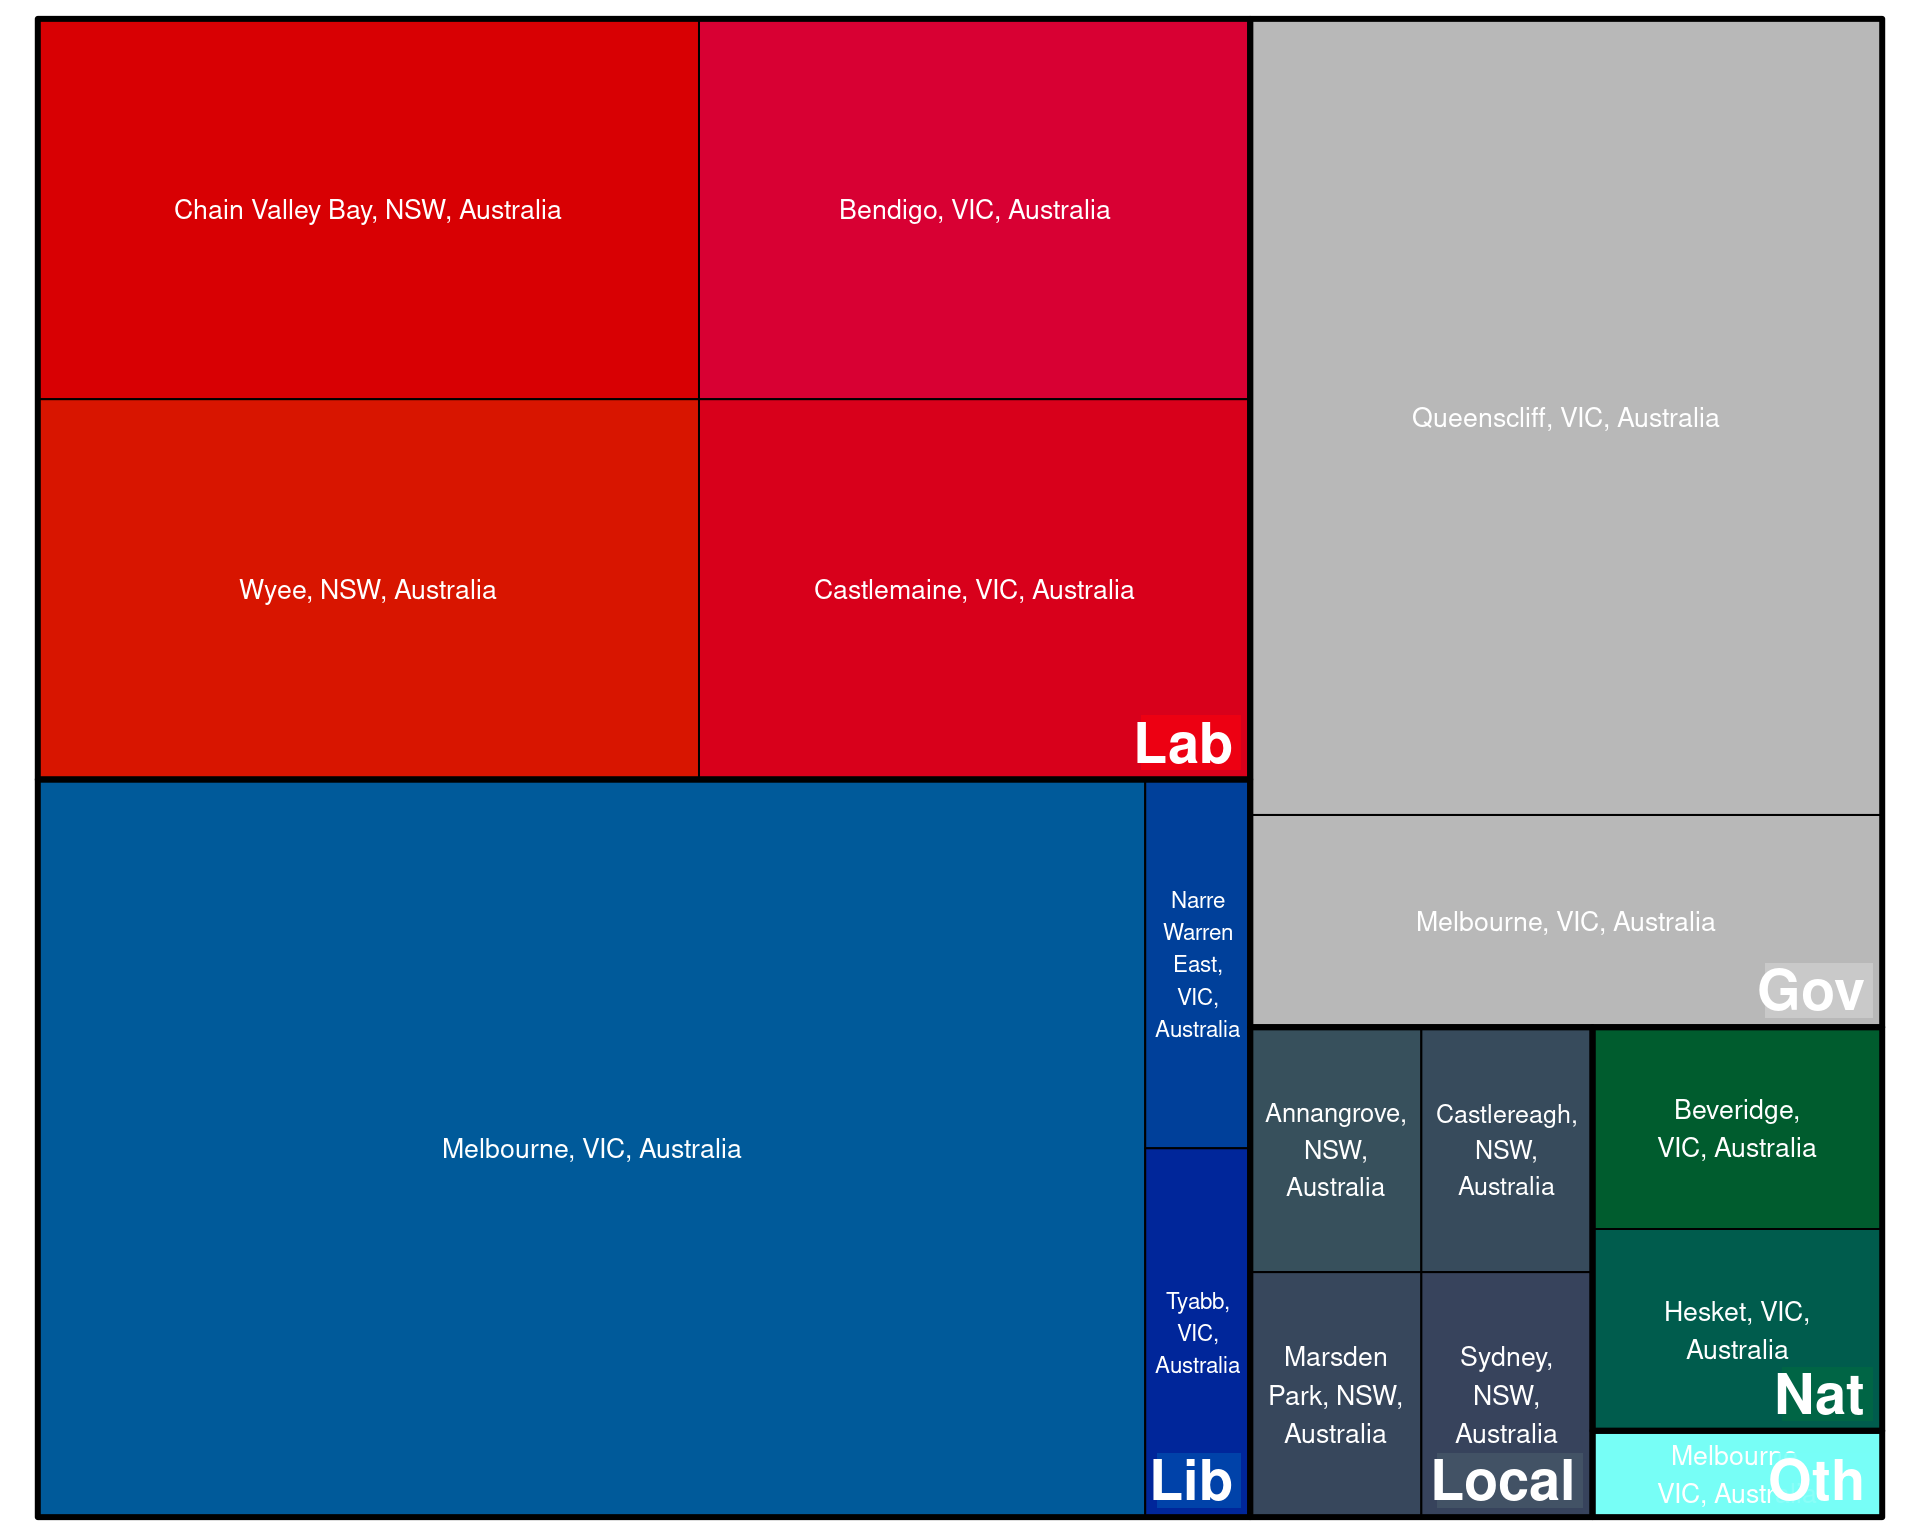 Chain Valley Bay, NSW, Australia
Bendigo, VIC, Australia
Wyee, NSW, Australia
Castlemaine, VIC, Australia
Lab
Melbourne, VIC, Australia
Narre
Warren
East,
VIC,
Australia
Tyabb,
VIC,
Australia
Lib
Queenscliff, VIC, Australia
Melbourne, VIC, Australia
Gov
Annangrove,
NSW,
Australia
Castlereagh,
NSW,
Australia
Marsden
Park, NSW,
Australia
Sydney,
NSW,
Australia
Local
Beveridge,
VIC, Australia
Hesket, VIC,
Australia
Nat
Melbourne
VIC,
Oth